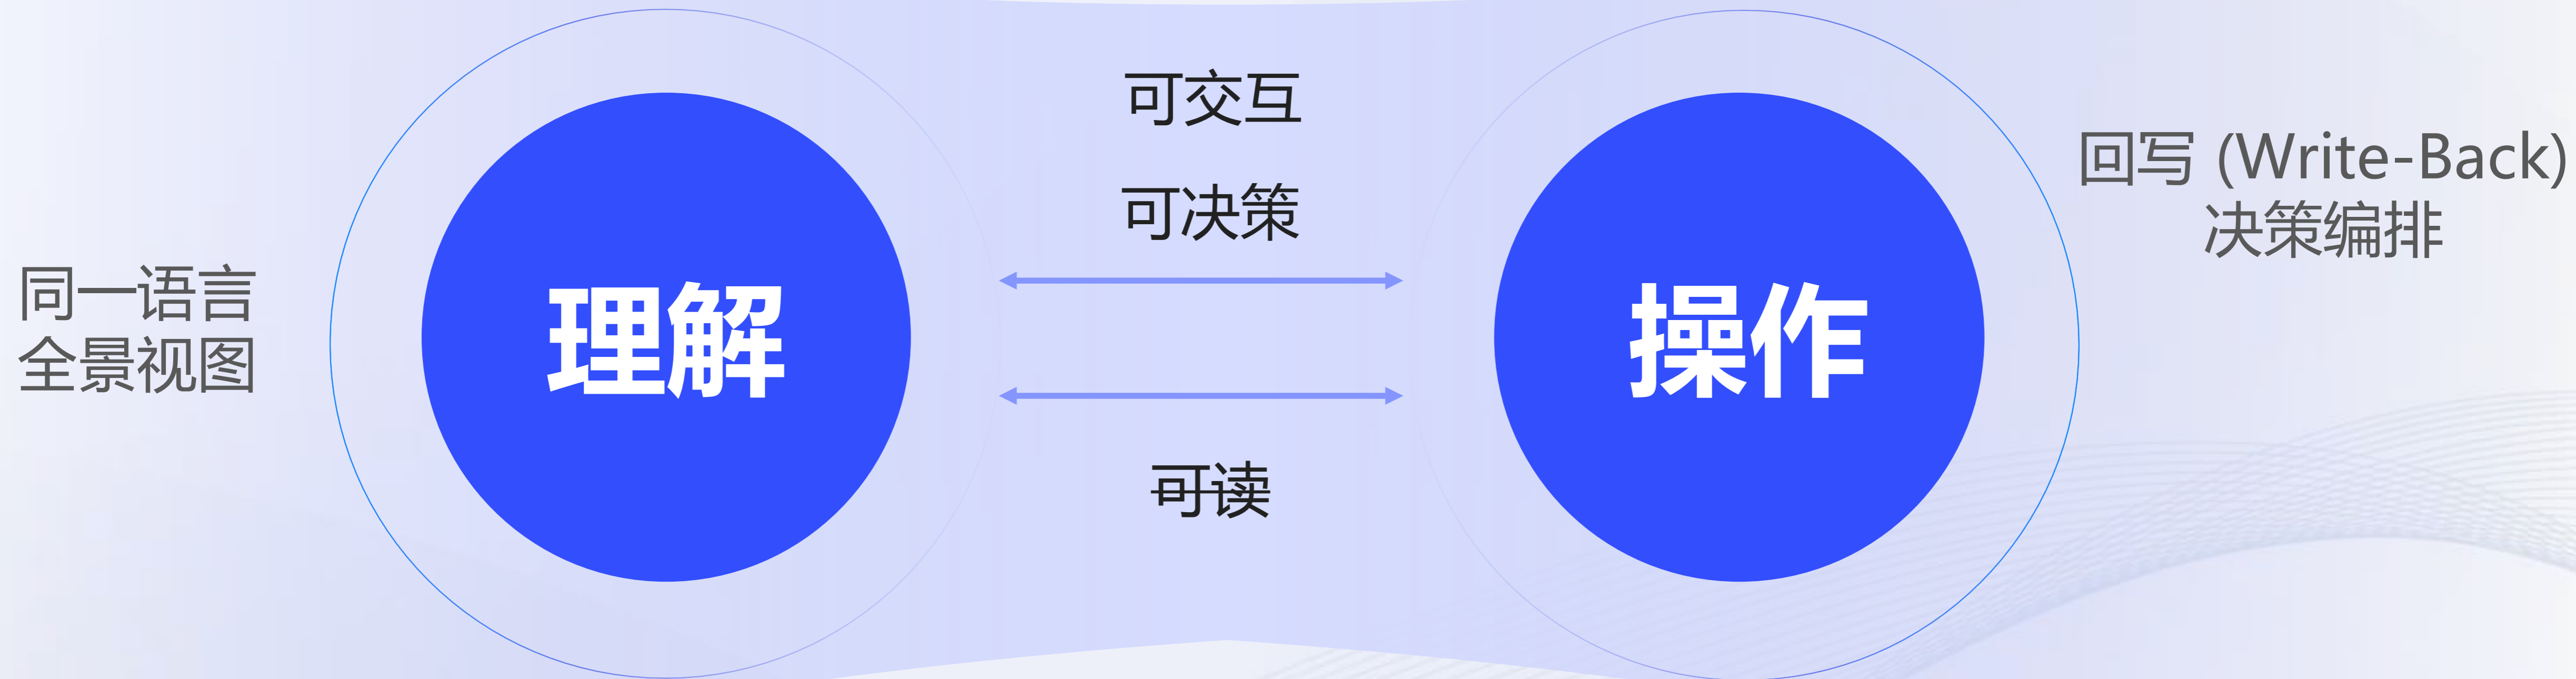 同一语言
全景视图
理解
可交互
可决策
可读
操作
回写 (Write-Back)
决策编排